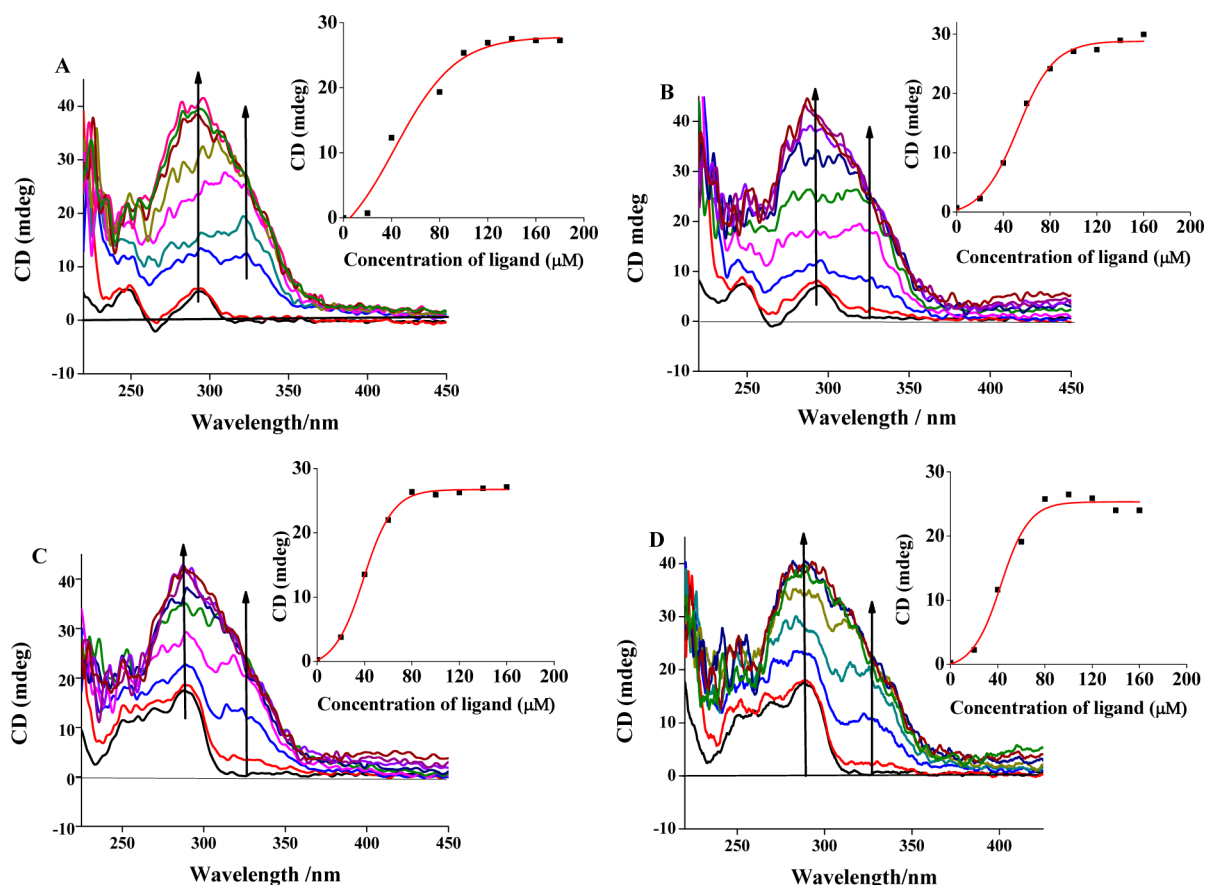 A
CD (mdeg)
40
30
20
10
0
-10
250 300 350 400 450
Wavelength/nm
CD (mdeg)
30
20
10
0
0 40 80 120 160 200
Concentration of ligand (μM)
B
CD mdeg
40
30
20
10
0
-10
250 300 350 400 450
Wavelength / nm
CD (mdeg)
30
20
10
0
0 40 80 120 160 200
Concentration of ligand (μM)
C
CD (mdeg)
40
30
20
10
0
-10
250 300 350 400 450
Wavelength /nm
CD (mdeg)
30
20
10
0
0 40 80 120 160 200
Concentration of ligand (μM)
D
CD (mdeg)
40
30
20
10
0
-10
250 300 350 400
Wavelength/nm
CD (mdeg)
30
20
10
0
0 40 80 120 160 200
Concentration of ligand (μM)